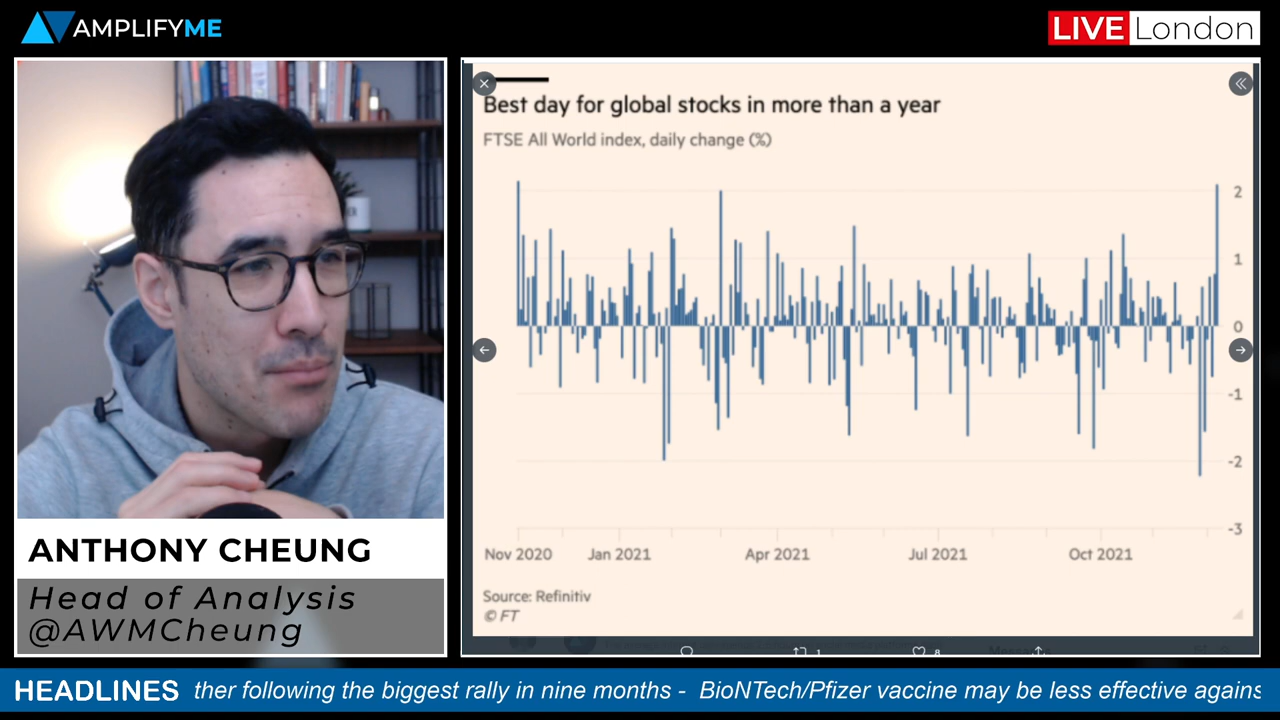 AMPLIFYME
LIVE London
Best day for global stocks in more than a year
FTSE All World index, daily change (%)
2
1
0
-1
-2
-3
Nov 2020 Jan 2021 Apr 2021 Jul 2021 Oct 2021
Source: Refinitiv
© FT
1 8
ANTHONY CHEUNG
Head of Analysis
@AWMCheung
HEADLINES ther following the biggest rally in nine months - BioNTech/Pfizer vaccine may be less effective agains